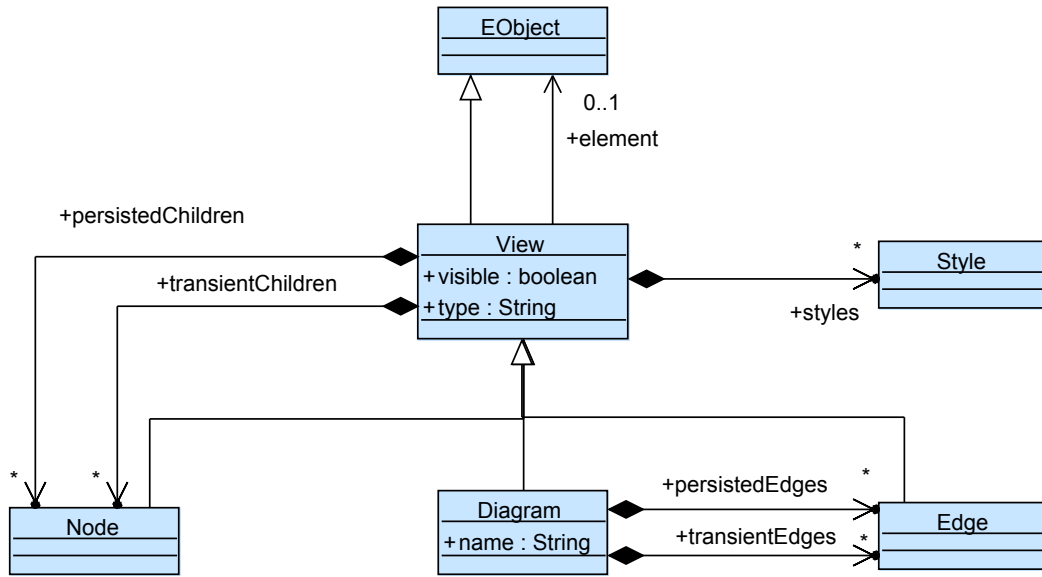 EObject
0..1
+element
+persistedChildren
View
+visible : boolean
+type : String
+transientChildren
*
Style
+styles
*
*
Node
Diagram
+name : String
+persistedEdges
*
+transientEdges
*
Edge